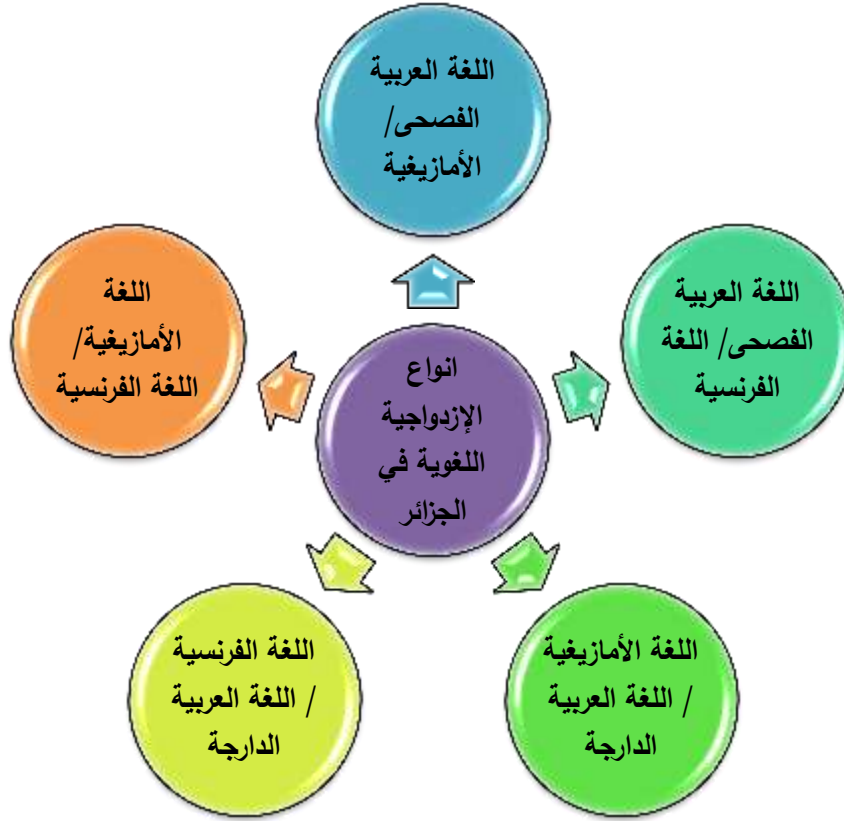 اللغة العربية
الفصحى/
الأمازيغية
اللغة العربية
الفصحى/ اللغة
الفرنسية
اللغة
الأمازيغية/
اللغة الفرنسية
انواع
الإزدواجية
اللغوية في
الجزائر
اللغة الأمازيغية
/ اللغة العربية
الدارجة
اللغة الفرنسية
/ اللغة العربية
الدارجة